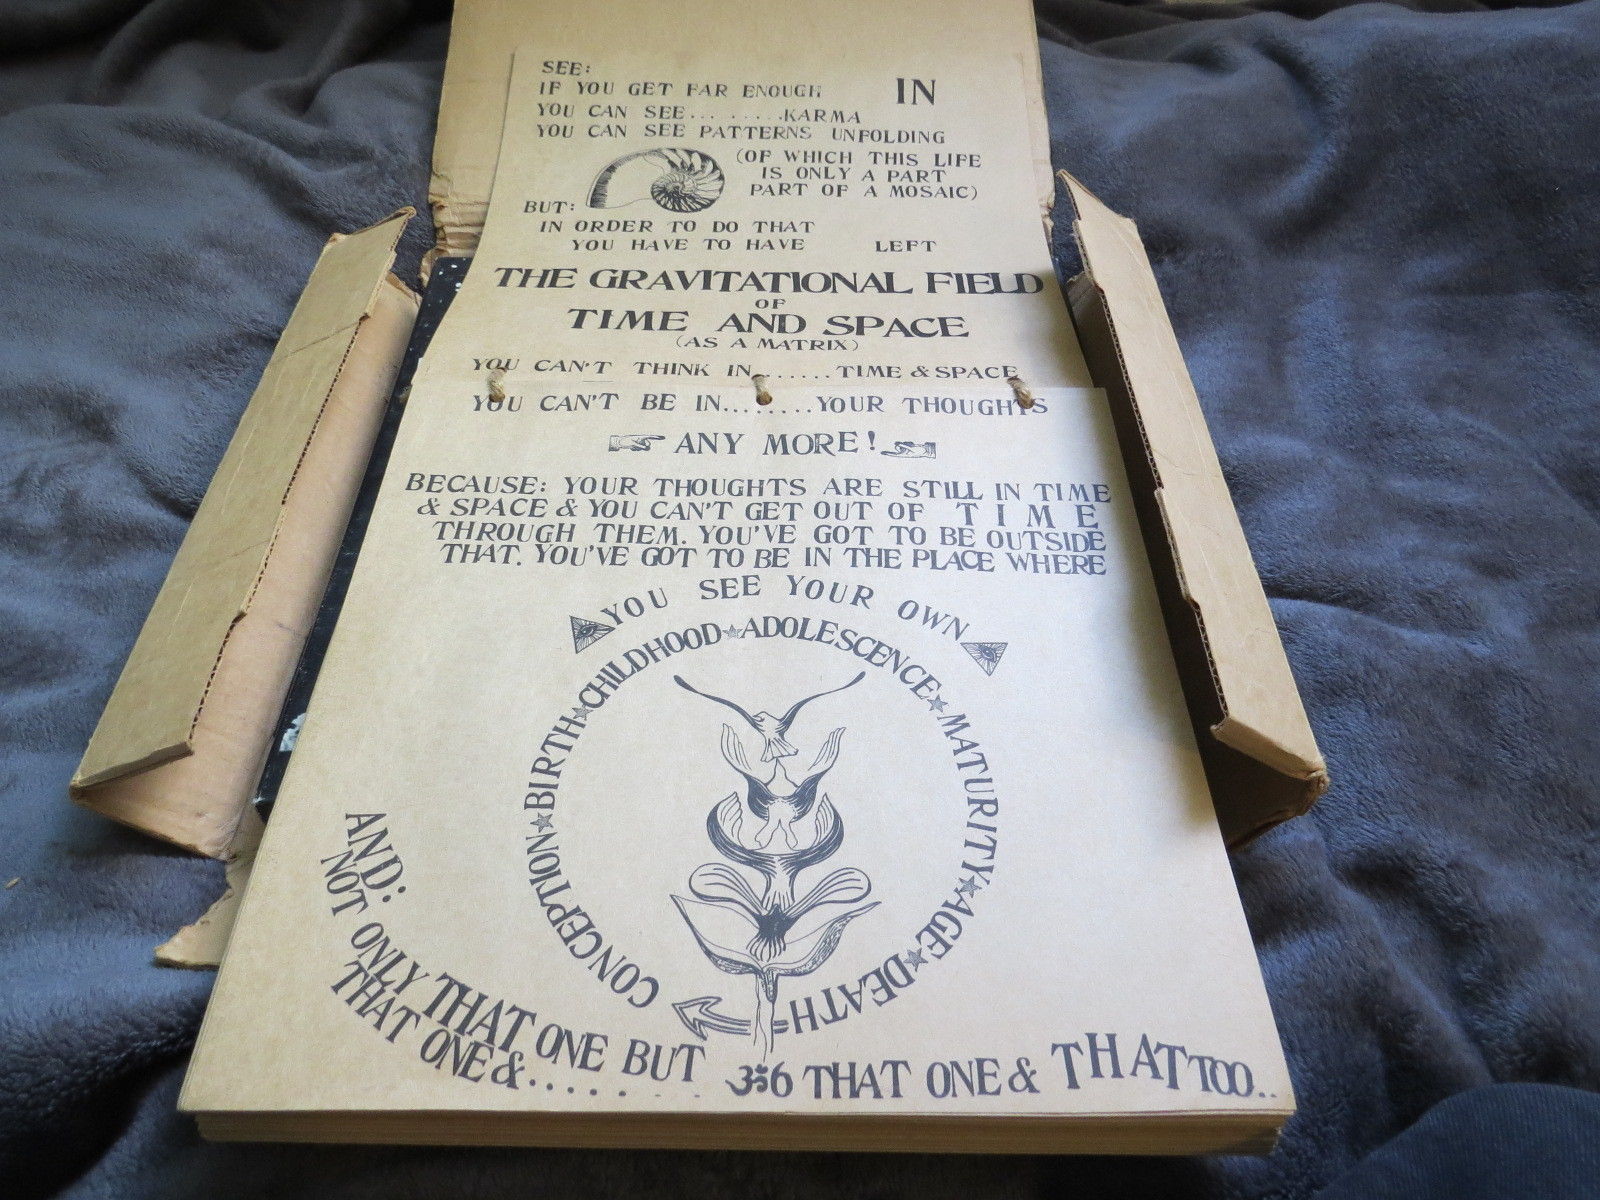 SEE:
IF YOU GET FAR ENOUGH IN
YOU CAN SEE.. . .....KARMA
YOU CAN SEE PATTERNS UNFOLDING
(OF WHICH THIS LIFE
IS ONLY A PART
PART OF A MOSAIC)
BUT:
IN ORDER TO DO THAT
YOU HAVE TO HAVE LEFT
THE GRAVITATIONAL FIELD
OF
TIME AND SPACE
(AS A MATRIX)
YOU CAN'T THINK IN.......TIME & SPACE
YOU CAN'T BE IN........YOUR THOUGHTS
ANY MORE!
BECAUSE: YOUR THOUGHTS ARE STILL IN TIME
& SPACE & YOU CAN'T GET OUT OF TIME
THROUGH THEM. YOU'VE GOT TO BE OUTSIDE
THAT. YOU'VE GOT TO BE IN THE PLACE WHERE
YOU SEE YOUR OWN
CONCEPTION★BIRTH★CHILDHOOD★ADOLESCENCE★MATURITY★AGE★DEATH
AND:
NOT ONLY THAT ONE BUT THAT ONE & THAT TOO..
THAT ONE &.........
ॐ6